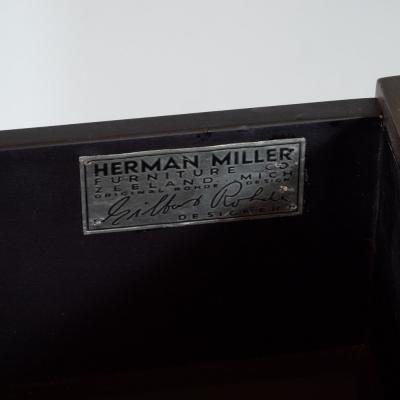 HERMAN MILLER
FURNITURE CO
ZEELAND, MICH
ORIGINAL ROHDE DESIGN
Gilbert Rohde
DESIGNER